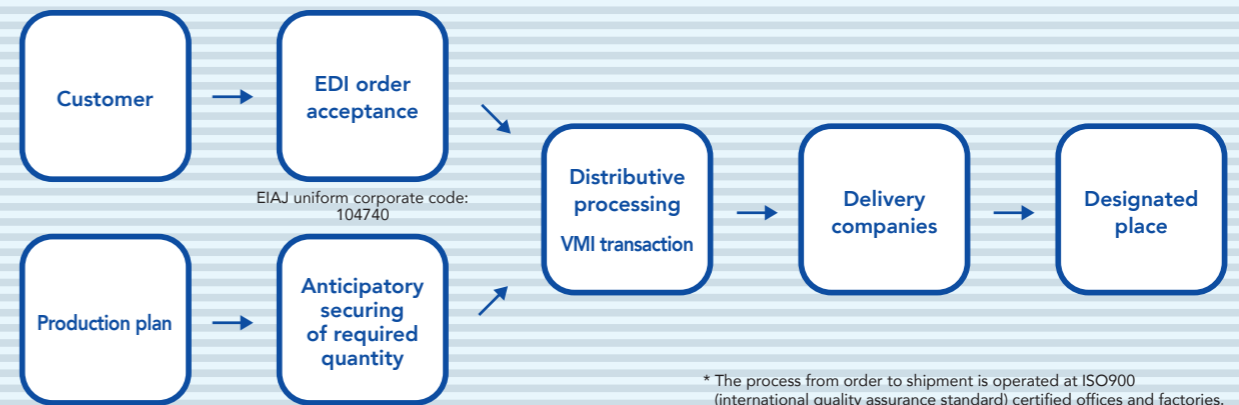 Customer
EDI order
acceptance
EIAJ uniform corporate code:
104740
Production plan
Anticipatory
securing
of required
quantity
Distributive
processing
VMI transaction
Delivery
companies
Designated
place
* The process from order to shipment is operated at ISO900
(international quality assurance standard) certified offices and factories.